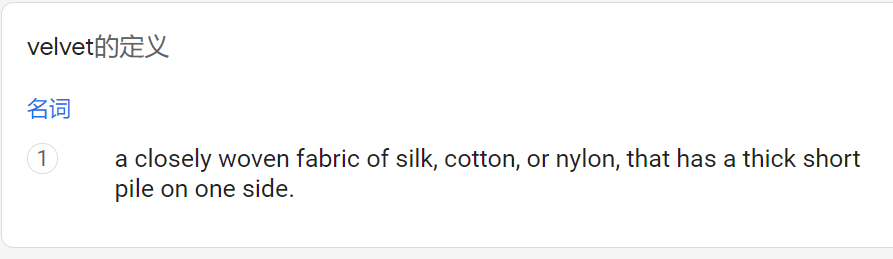 velvet的定义
名词
1
a closely woven fabric of silk, cotton, or nylon, that has a thick short
pile on one side.